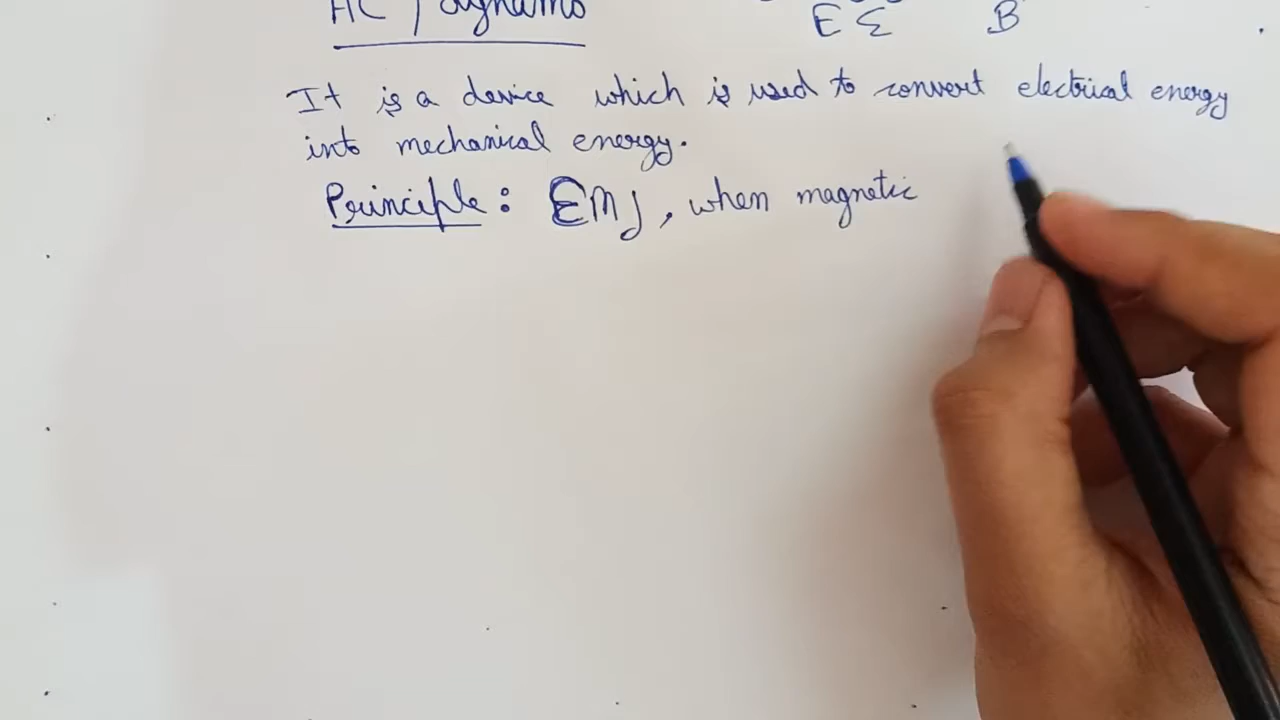 AC / dynamo
E Σ B
It is a device which is used to convert electrical energy
into mechanical energy.
Principle : EMJ, when magnetic